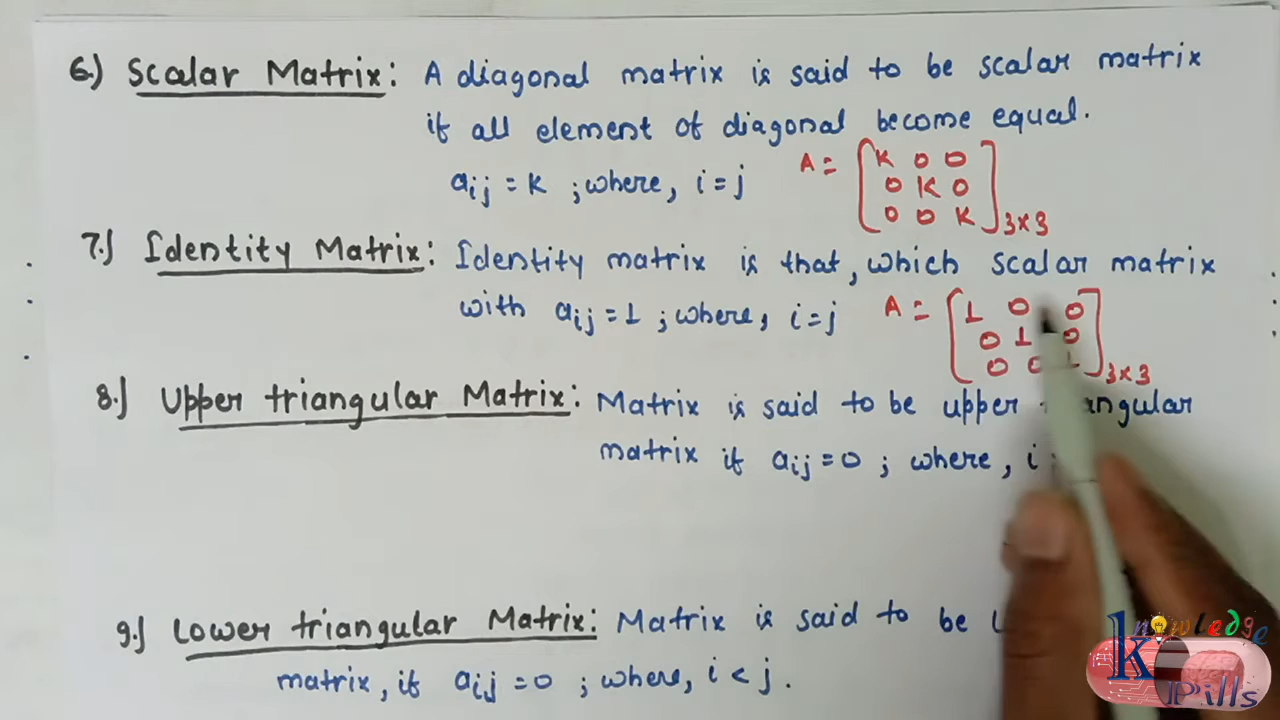 6.) Scalar Matrix: A diagonal matrix is said to be scalar matrix
if all element of diagonal become equal.
aij = K ; where, i = j
A = [K 0 0
0 K 0
0 0 K] 3×3
7.) Identity Matrix: Identity matrix is that, which scalar matrix
with aij = 1 ; where, i = j
A = [1 0 0
0 1 0
0 0 1] 3×3
8.) Upper triangular Matrix: Matrix is said to be upper
matrix if aij = 0 ; where, i
9.) Lower triangular Matrix: Matrix is said to be
matrix, if aij = 0 ; where, i < j.
Knowledge
Pills